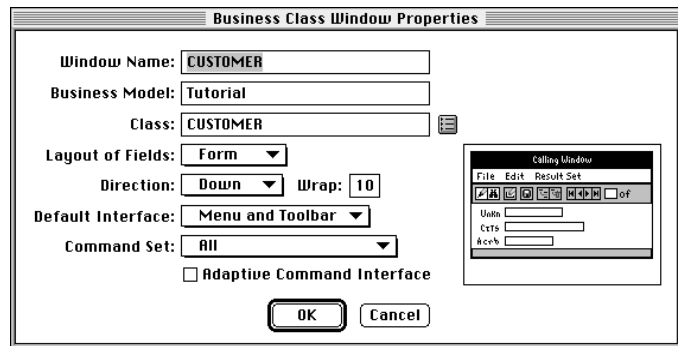 Business Class Window Properties
Window Name: CUSTOMER
Business Model: Tutorial
Class: CUSTOMER
Layout of Fields: Form
Direction: Down Wrap: 10
Default Interface: Menu and Toolbar
Command Set: All
Adaptive Command Interface
OK Cancel
Calling Window
File Edit Result Set
of
UnKn
CtTs